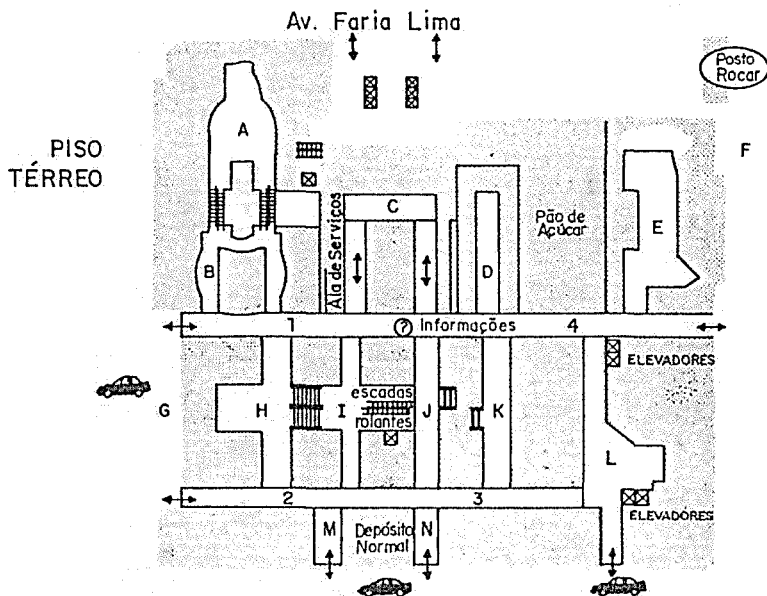 Av. Faria Lima
Posto
Rocar
PISO
TÉRREO
A
F
Ala de Serviços
C
Pão de
Açúcar
E
B
D
1
? Informações
4
ELEVADORES
G
H
I
escadas
rolantes
J
K
L
2
3
ELEVADORES
M
Depósito
Normal
N